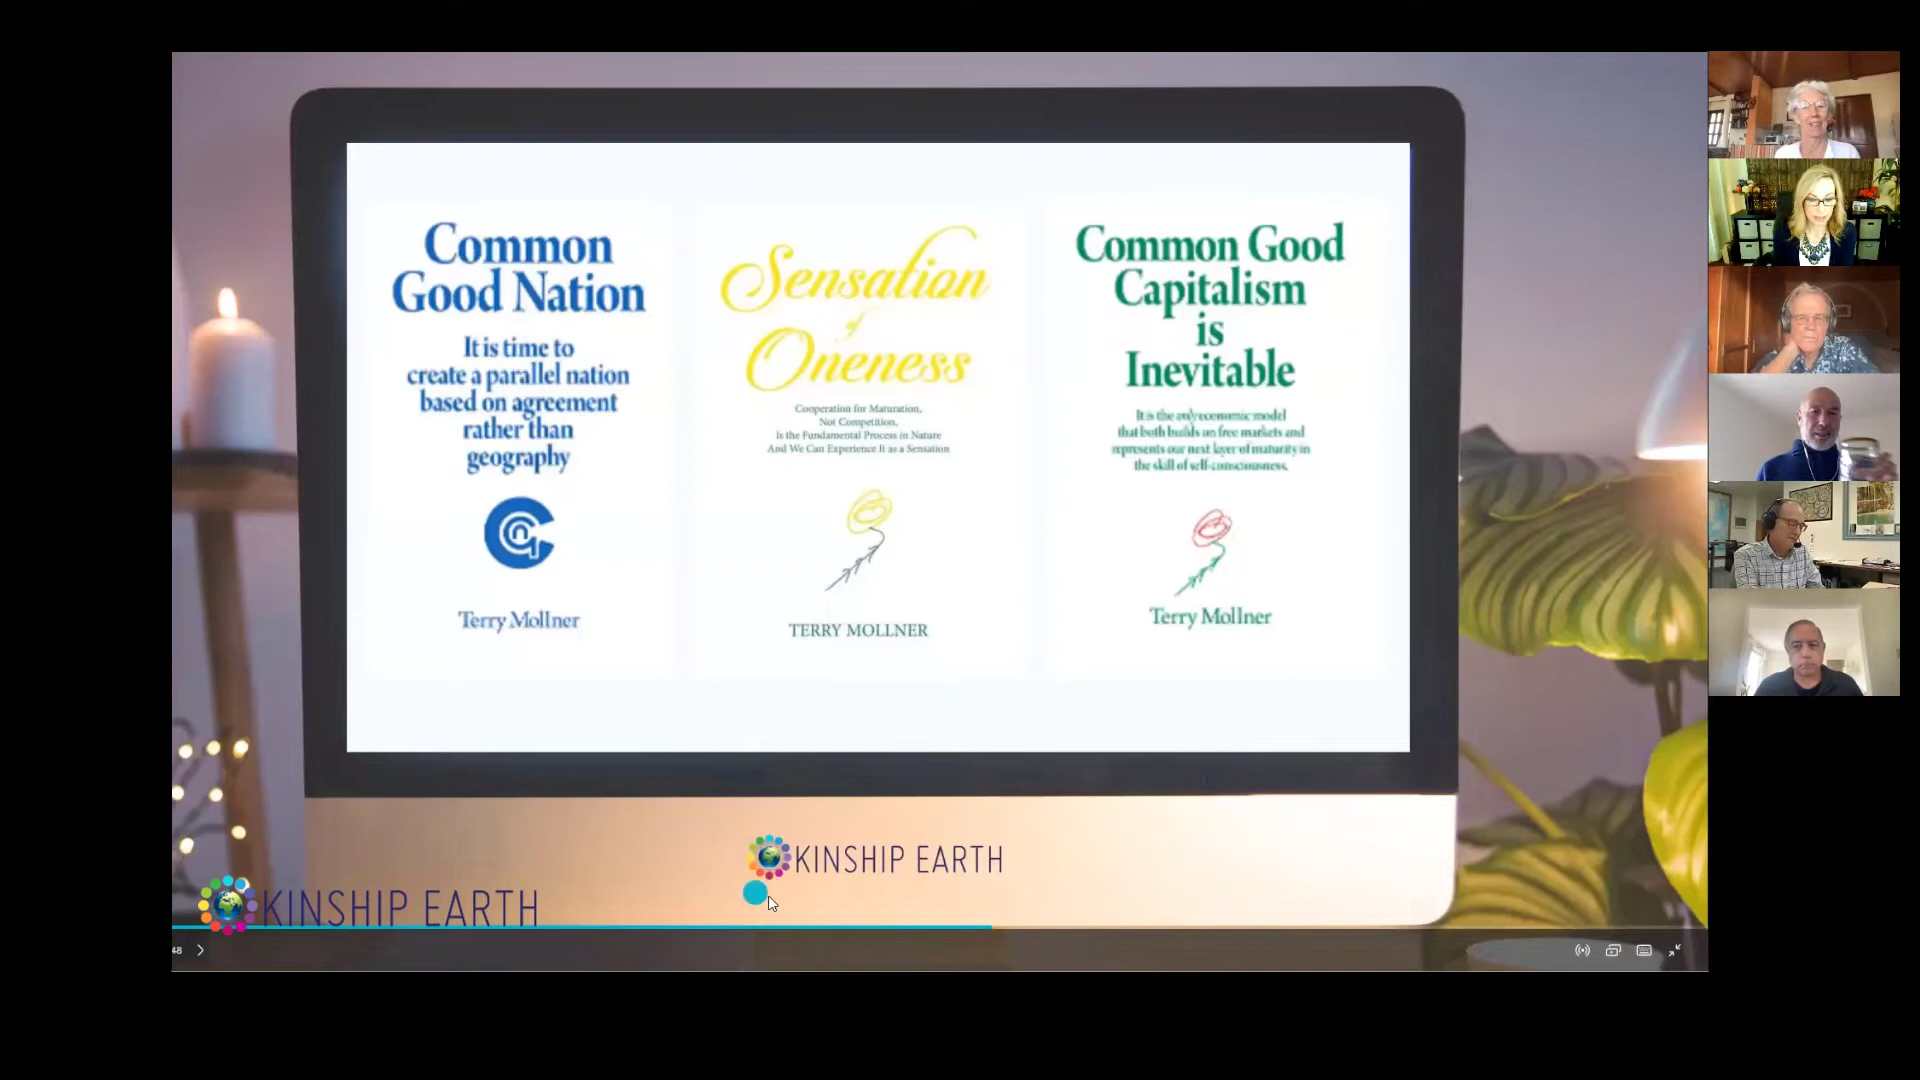 Common
Good Nation
It is time to
create a parallel nation
based on agreement
rather than
geography
Terry Mollner
Sensation
of
Oneness
Cooperation for Maturation,
Not Competition,
Is the Fundamental Process in Nature
And We Can Experience It as a Sensation
TERRY MOLLNER
Common Good
Capitalism
is
Inevitable
It is the only economic model
that both builds on free markets and
represents our next layer of maturity in
the skill of self-consciousness.
Terry Mollner
KINSHIP EARTH
KINSHIP EARTH
48